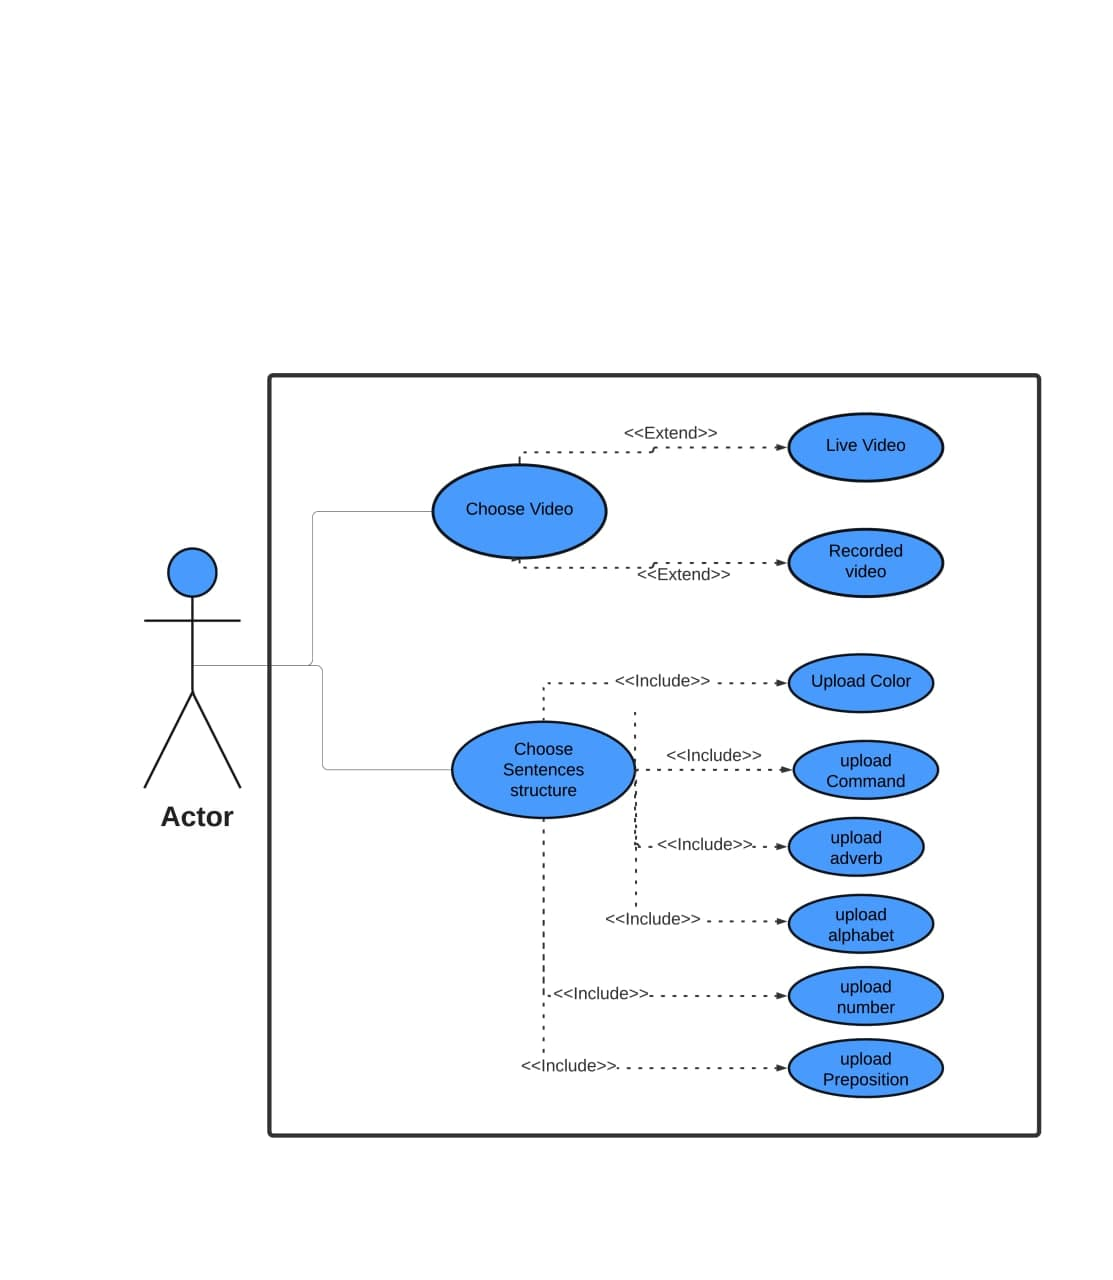 <<Extend>>
Live Video
Choose Video
Recorded
video
<<Extend>>
<<Include>>
Upload Color
Choose
Sentences
structure
<<Include>>
upload
Command
<<Include>>
upload
adverb
Actor
<<Include>>
upload
alphabet
<<Include>>
upload
number
<<Include>>
upload
Preposition